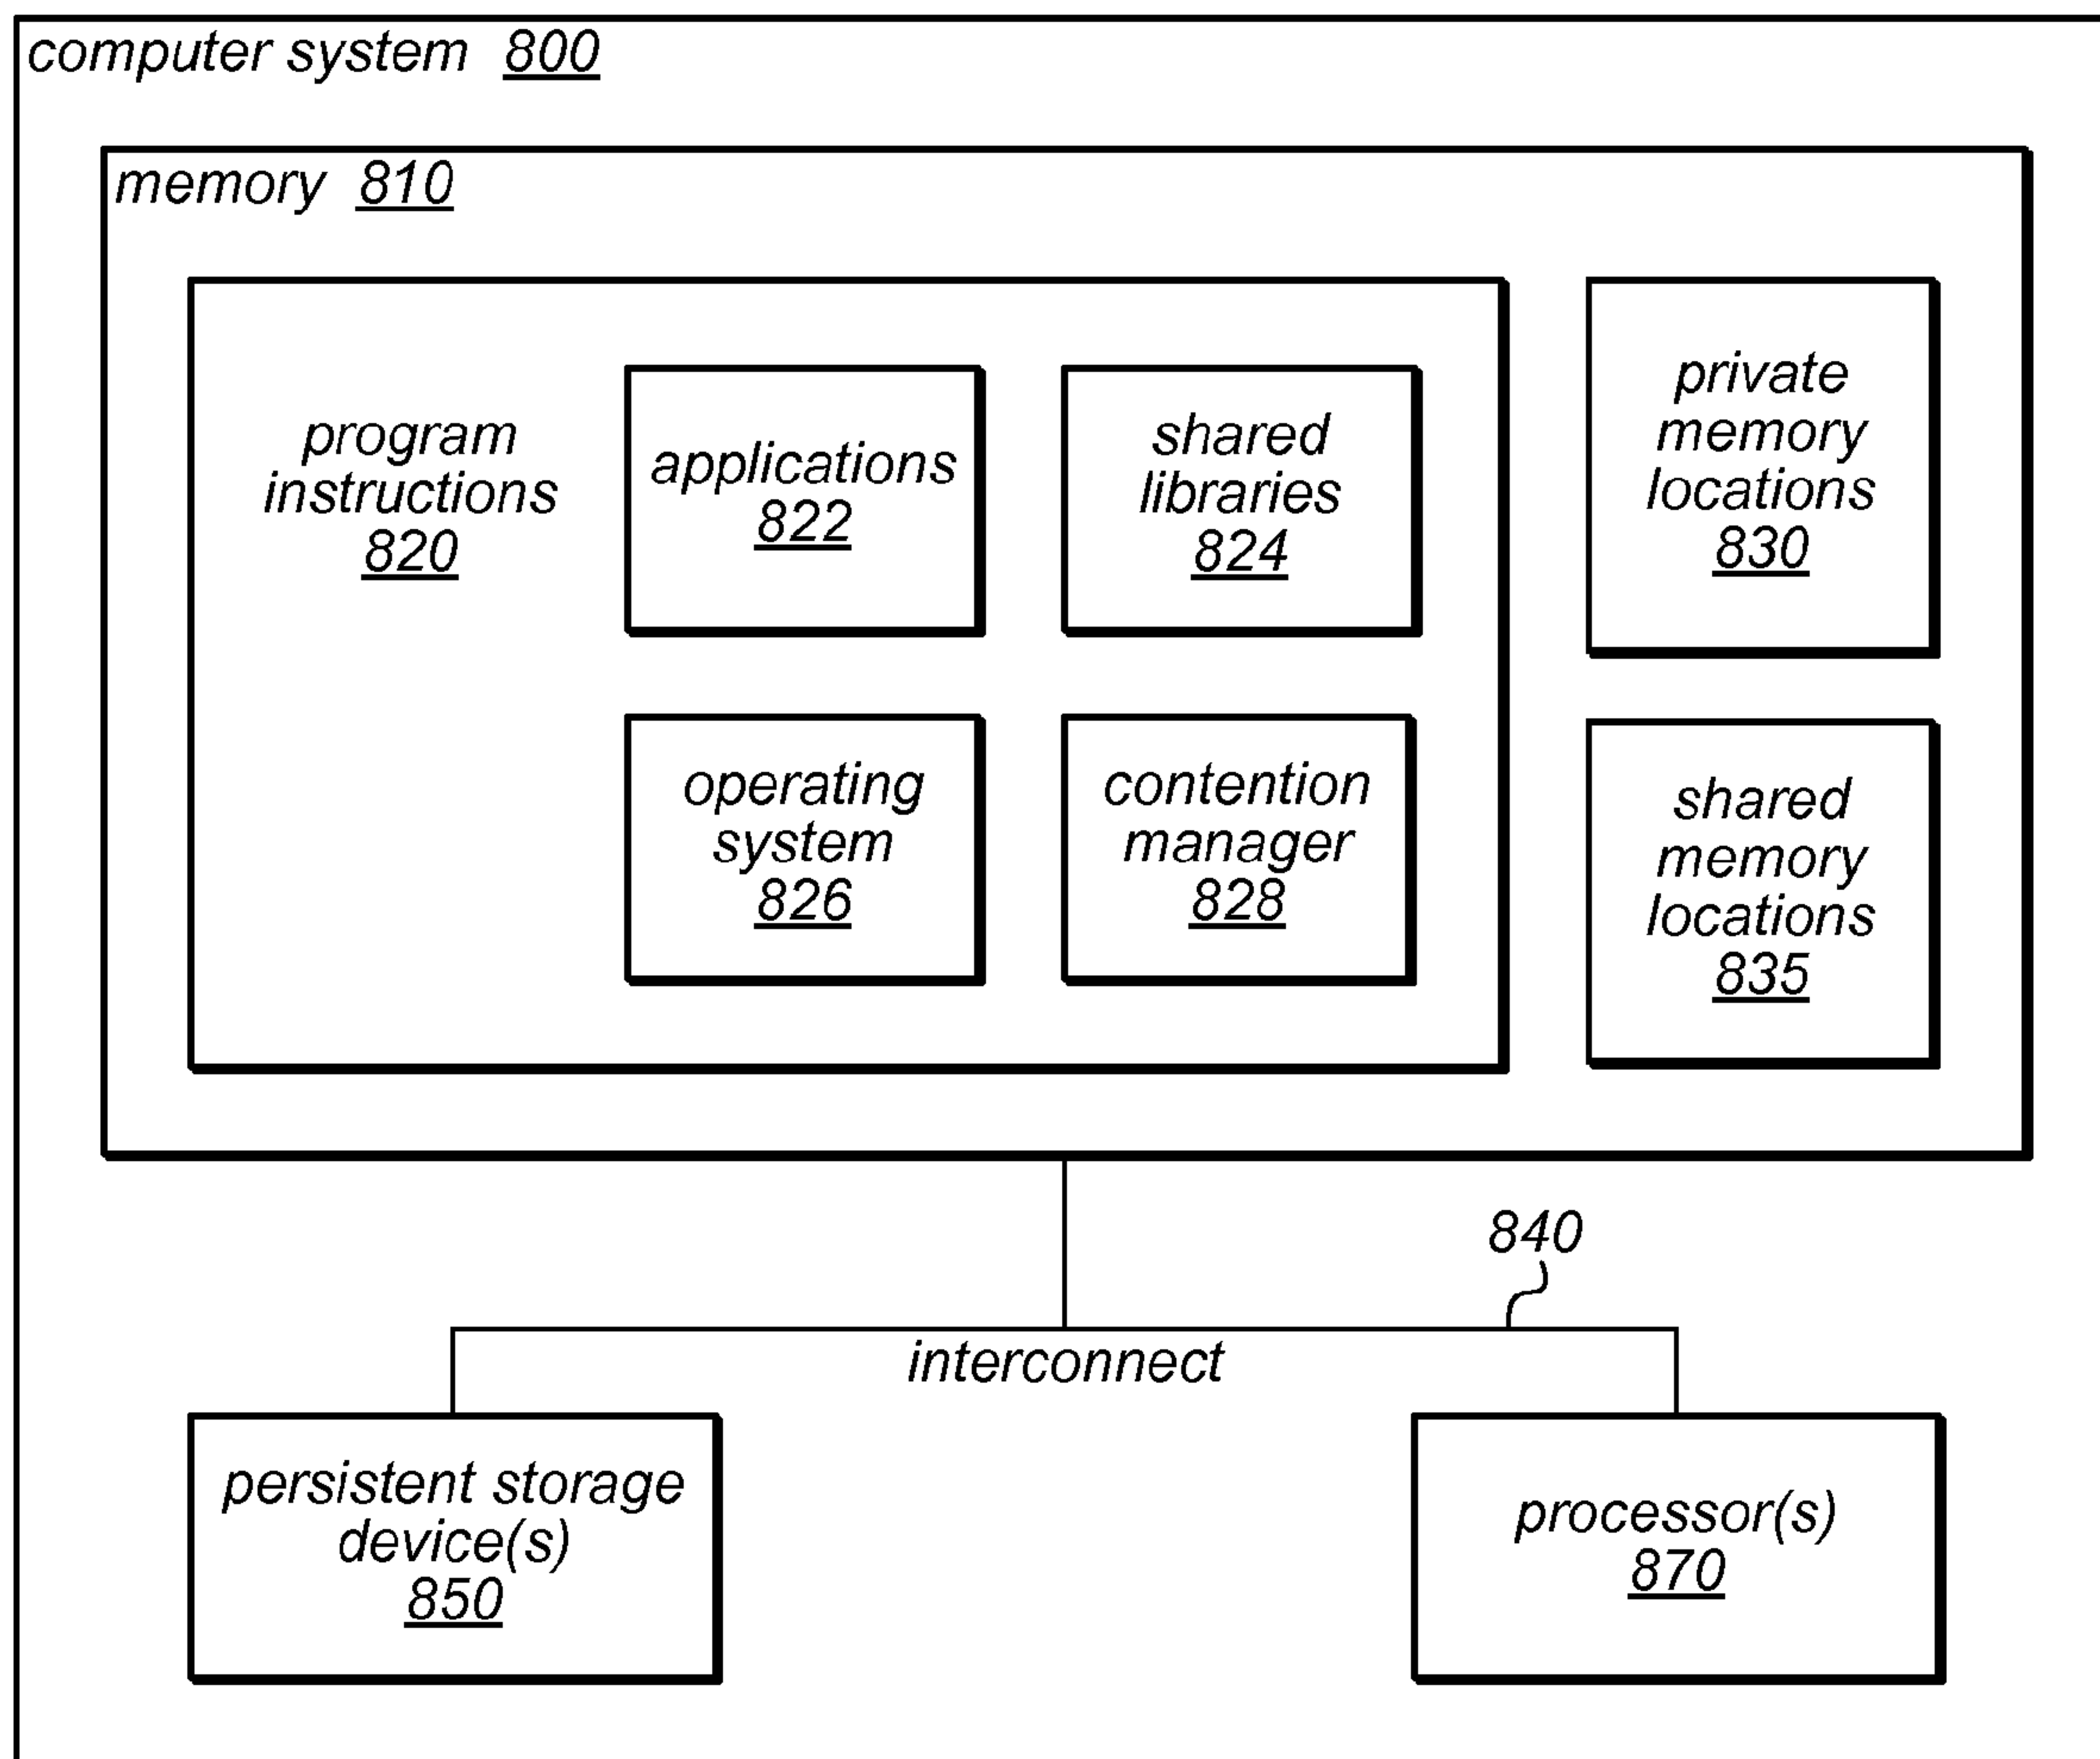 computer system 800
memory 810
program
instructions
820
applications
822
shared
libraries
824
operating
system
826
contention
manager
828
private
memory
locations
830
shared
memory
locations
835
840
interconnect
persistent storage
device(s)
850
processor(s)
870